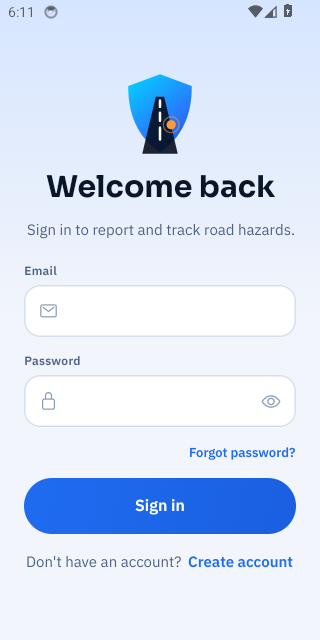 6:11
Welcome back
Sign in to report and track road hazards.
Email
Password
Forgot password?
Sign in
Don't have an account? Create account